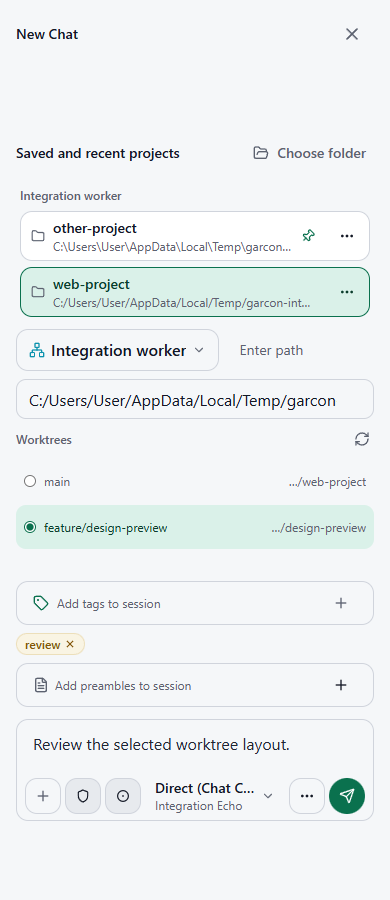 New Chat
Saved and recent projects
Choose folder
Integration worker
other-project
C:\Users\User\AppData\Local\Temp\garcon...
web-project
C:/Users/User/AppData/Local/Temp/garcon-int...
Integration worker
Enter path
C:/Users/User/AppData/Local/Temp/garcon
Worktrees
main
.../web-project
feature/design-preview
.../design-preview
Add tags to session
review
Add preambles to session
Review the selected worktree layout.
Direct (Chat C...
Integration Echo